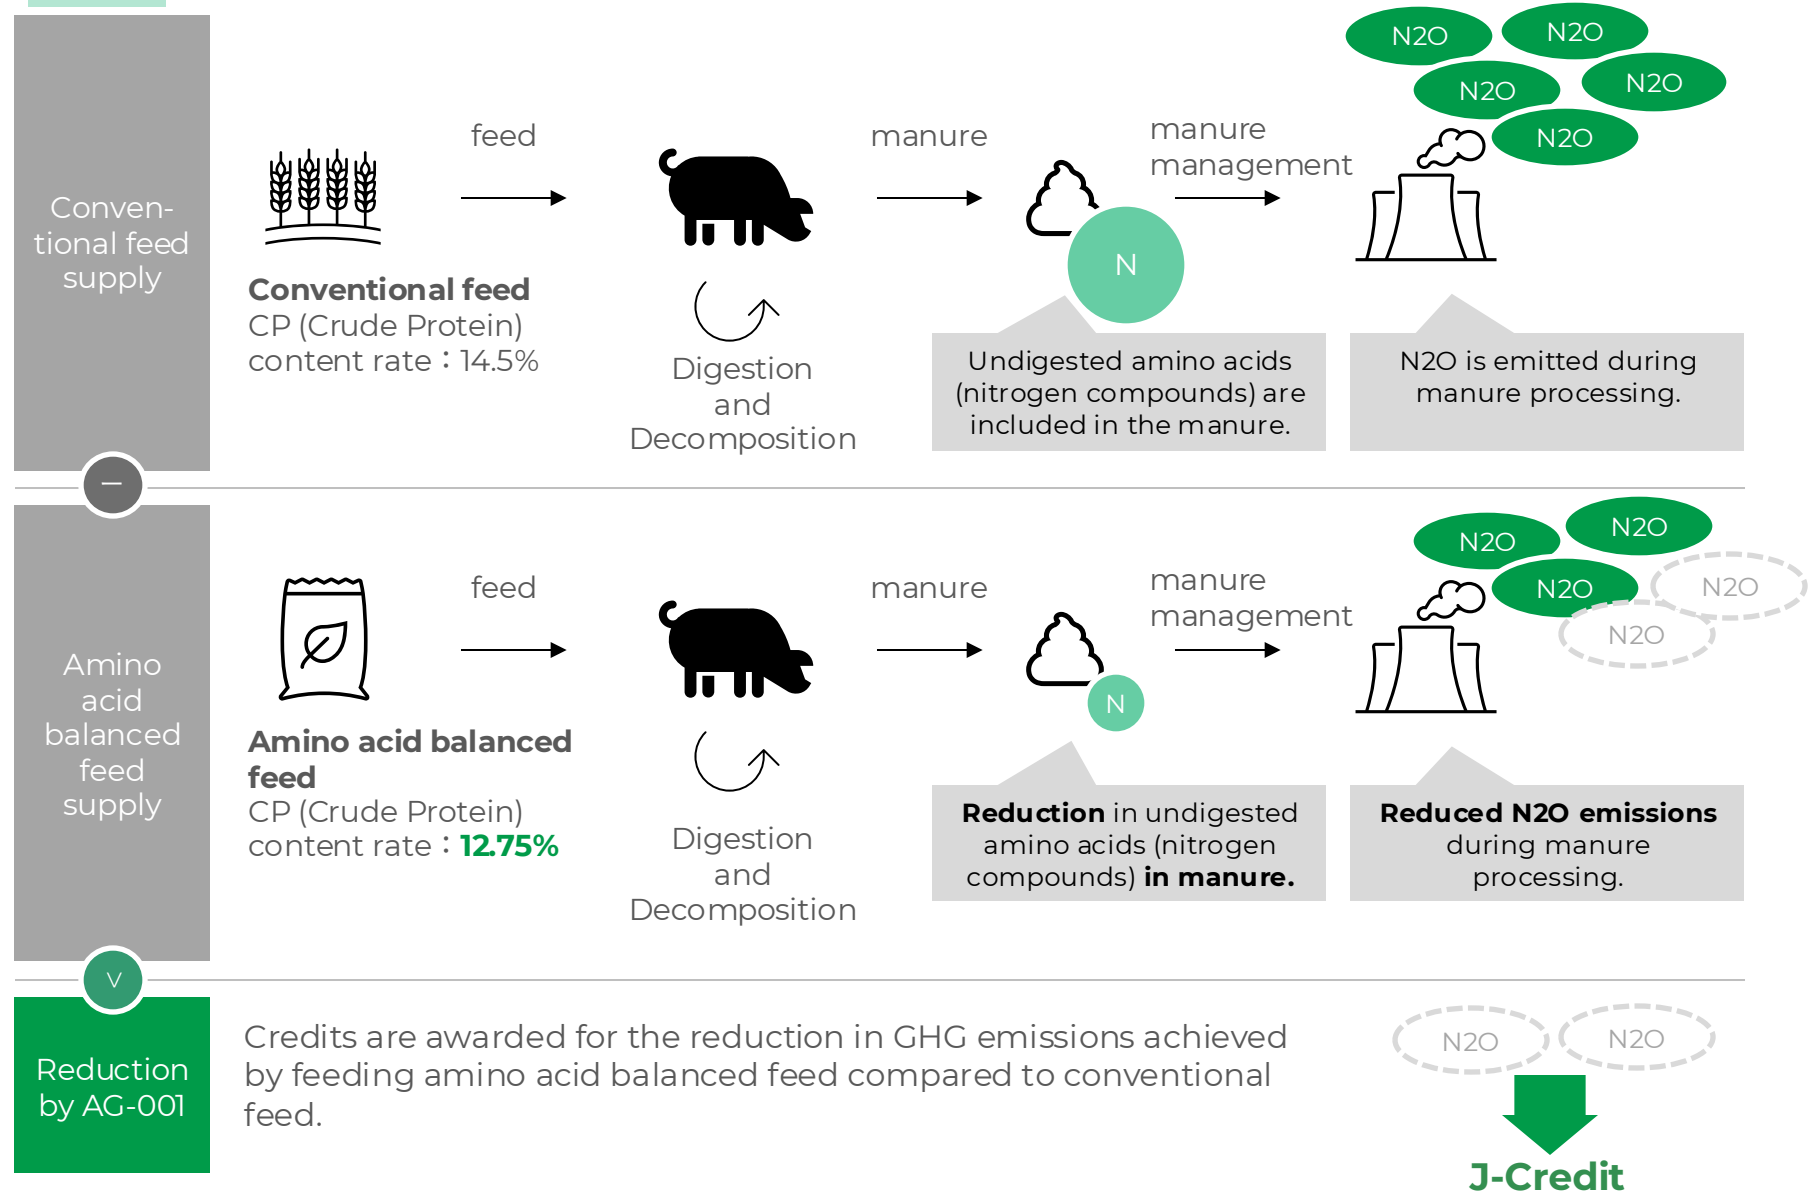 Conven-
tional feed
supply
feed
manure
manure
management
N2O
N2O
N2O
N2O
N2O
N
Conventional feed
CP (Crude Protein)
content rate：14.5%
Digestion
and
Decomposition
Undigested amino acids
(nitrogen compounds) are
included in the manure.
N2O is emitted during
manure processing.
–
Amino
acid
balanced
feed
supply
feed
manure
manure
management
N2O
N2O
N2O
N2O
N2O
N
Amino acid balanced
feed
CP (Crude Protein)
content rate：12.75%
Digestion
and
Decomposition
Reduction in undigested
amino acids (nitrogen
compounds) in manure.
Reduced N2O emissions
during manure
processing.
V
Reduction
by AG-001
Credits are awarded for the reduction in GHG emissions achieved
by feeding amino acid balanced feed compared to conventional
feed.
N2O
N2O
J-Credit